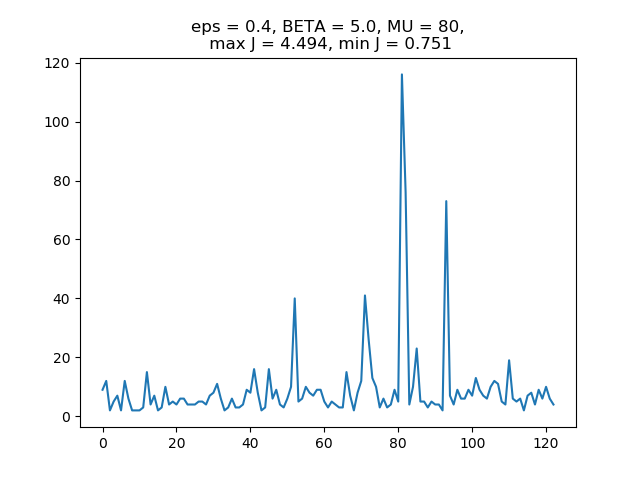 eps = 0.4, BETA = 5.0, MU = 80,
max J = 4.494, min J = 0.751
120
100
80
60
40
20
0
0 20 40 60 80 100 120